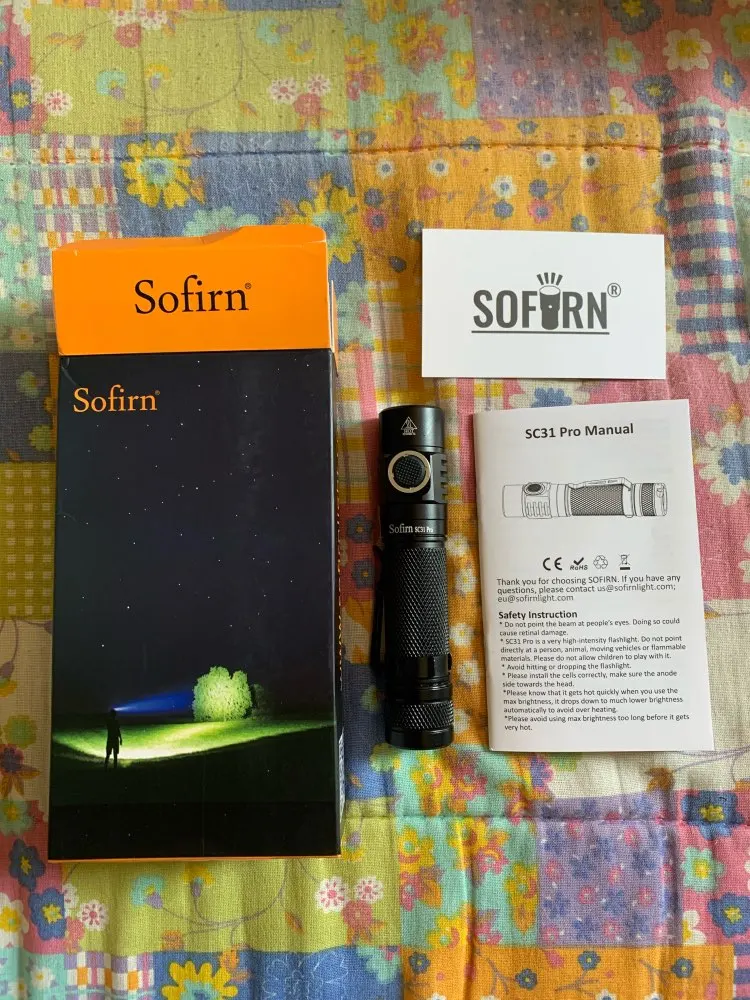 Sofirn®
Sofirn®
SOFIRN®
Sofirn SC31 Pro
SC31 Pro Manual
CE RoHS
Thank you for choosing SOFIRN. If you have any
questions, please contact us@sofirnlight.com;
eu@sofirnlight.com
Safety Instruction
* Do not point the beam at people's eyes. Doing so could
cause retinal damage.
* SC31 Pro is a very high-intensity flashlight. Do not point
directly at a person, animal, moving vehicles or flammable
materials. Please do not allow children to play with it.
* Avoid hitting or dropping the flashlight.
* Please install the cells correctly, make sure the anode
side towards the head.
*Please know that it gets hot quickly when you use the
max brightness, it drops down to much lower brightness
automatically to avoid over heating.
*Please avoid using max brightness too long before it gets
very hot.